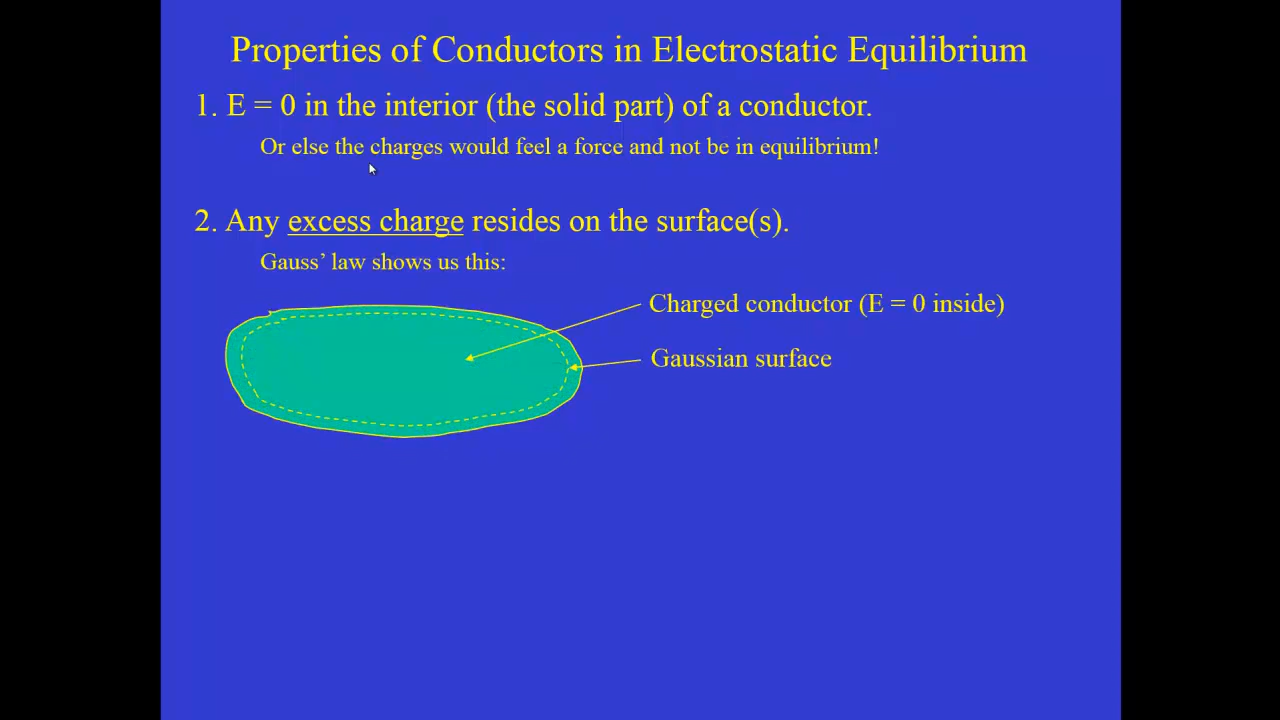 Properties of Conductors in Electrostatic Equilibrium
1. E = 0 in the interior (the solid part) of a conductor.
Or else the charges would feel a force and not be in equilibrium!
2. Any excess charge resides on the surface(s).
Gauss’ law shows us this:
Charged conductor (E = 0 inside)
Gaussian surface